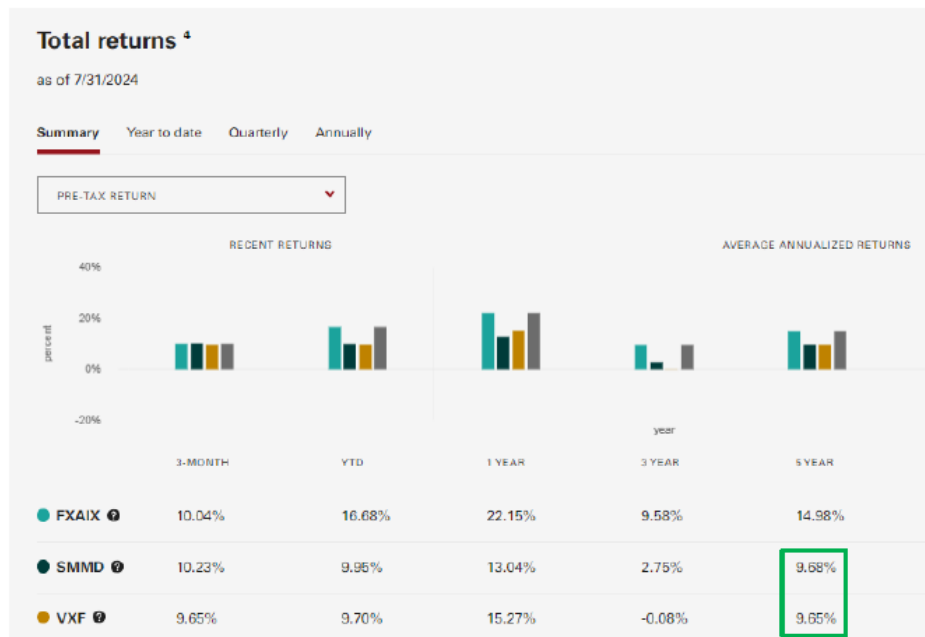 Total returns 4
as of 7/31/2024
Summary Year to date Quarterly Annually
PRE-TAX RETURN
RECENT RETURNS AVERAGE ANNUALIZED RETURNS
40%
20%
0%
-20%
percent
year
3-MONTH YTD 1 YEAR 3 YEAR 5 YEAR
FXAIX ? 10.04% 16.68% 22.15% 9.58% 14.98%
SMMD ? 10.23% 9.95% 13.04% 2.75% 9.68%
VXF ? 9.65% 9.70% 15.27% -0.08% 9.65%